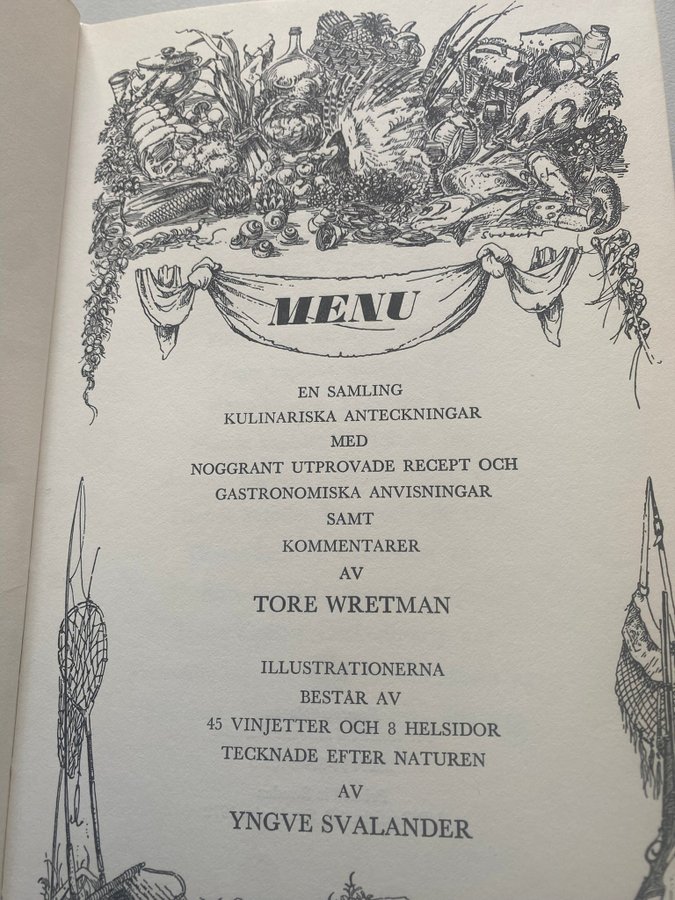 MENU
EN SAMLING
KULINARISKA ANTECKNINGAR
MED
NOGGRANT UTPROVADE RECEPT OCH
GASTRONOMISKA ANVISNINGAR
SAMT
KOMMENTARER
AV
TORE WRETMAN
ILLUSTRATIONERNA
BESTÅR AV
45 VINJETTER OCH 8 HELSIDOR
TECKNADE EFTER NATUREN
AV
YNGVE SVALANDER